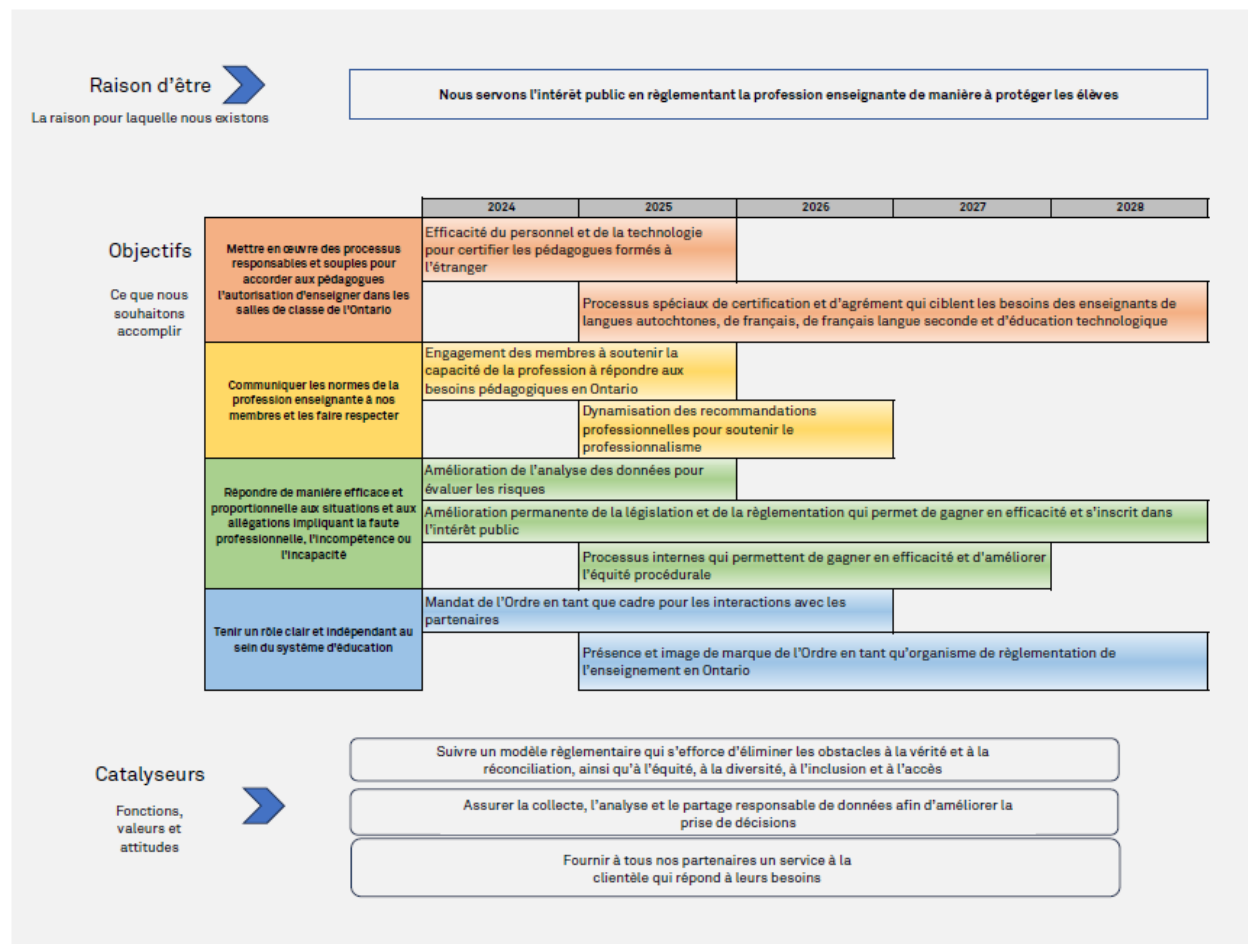 Raison d'être
La raison pour laquelle nous existons
Nous servons l'intérêt public en règlementant la profession enseignante de manière à protéger les élèves
2024 2025 2026 2027 2028
Objectifs
Ce que nous
souhaitons
accomplir
Mettre en œuvre des processus
responsables et souples pour
accorder aux pédagogues
l'autorisation d'enseigner dans les
salles de classe de l'Ontario
Efficacité du personnel et de la technologie
pour certifier les pédagogues formés à
l'étranger
Processus spéciaux de certification et d'agrément qui ciblent les besoins des enseignants de
langues autochtones, de français, de français langue seconde et d'éducation technologique
Communiquer les normes de la
profession enseignante à nos
membres et les faire respecter
Engagement des membres à soutenir la
capacité de la profession à répondre aux
besoins pédagogiques en Ontario
Dynamisation des recommandations
professionnelles pour soutenir le
professionnalisme
Répondre de manière efficace et
proportionnelle aux situations et aux
allégations impliquant la faute
professionnelle, l'incompétence ou
l'incapacité
Amélioration de l'analyse des données pour
évaluer les risques
Amélioration permanente de la législation et de la règlementation qui permet de gagner en efficacité et s'inscrit dans
l'intérêt public
Processus internes qui permettent de gagner en efficacité et d'améliorer
l'équité procédurale
Tenir un rôle clair et indépendant au
sein du système d'éducation
Mandat de l'Ordre en tant que cadre pour les interactions avec les
partenaires
Présence et image de marque de l'Ordre en tant qu'organisme de règlementation de
l'enseignement en Ontario
Catalyseurs
Fonctions,
valeurs et
attitudes
Suivre un modèle règlementaire qui s'efforce d'éliminer les obstacles à la vérité et à la
réconciliation, ainsi qu'à l'équité, à la diversité, à l'inclusion et à l'accès
Assurer la collecte, l'analyse et le partage responsable de données afin d'améliorer la
prise de décisions
Fournir à tous nos partenaires un service à la
clientèle qui répond à leurs besoins